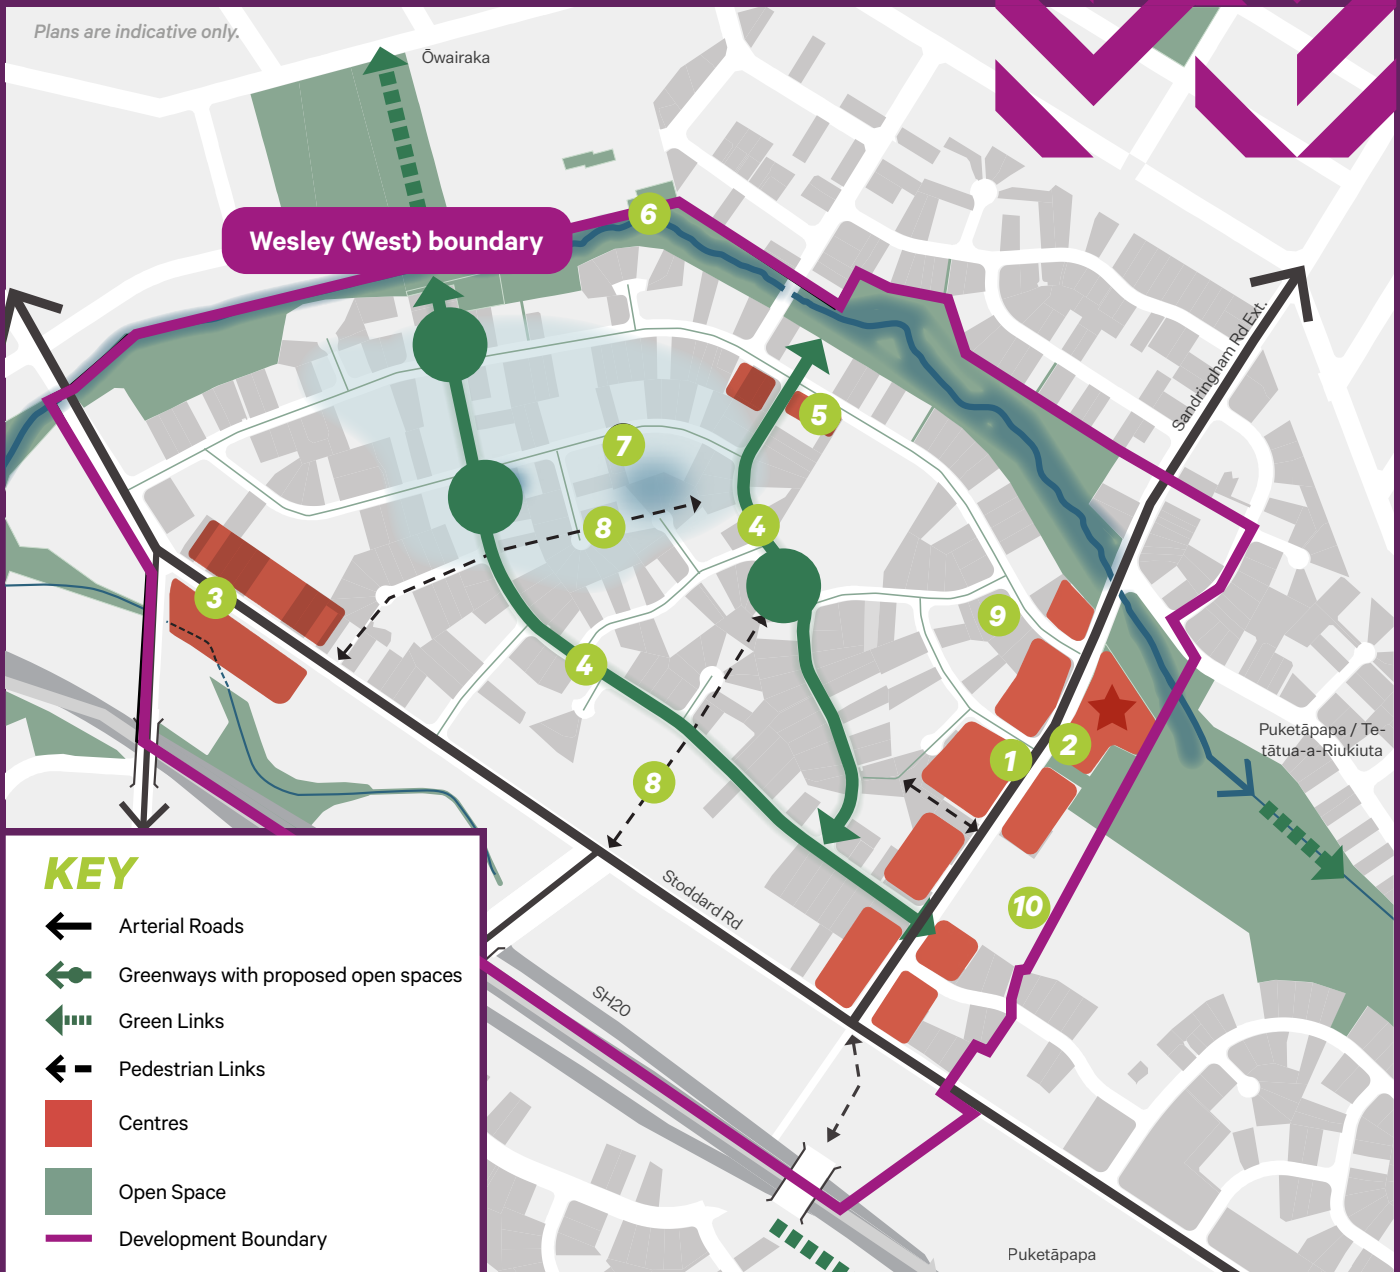 Plans are indicative only.
Ōwairaka
Wesley (West) boundary
6
Sandringham Rd Ext.
5
7
8
4
3
9
4
Puketāpapa / Te-
tātua-a-Riukiuta
2
1
8
10
Stoddard Rd
SH20
Puketāpapa
KEY
Arterial Roads
Greenways with proposed open spaces
Green Links
Pedestrian Links
Centres
Open Space
Development Boundary